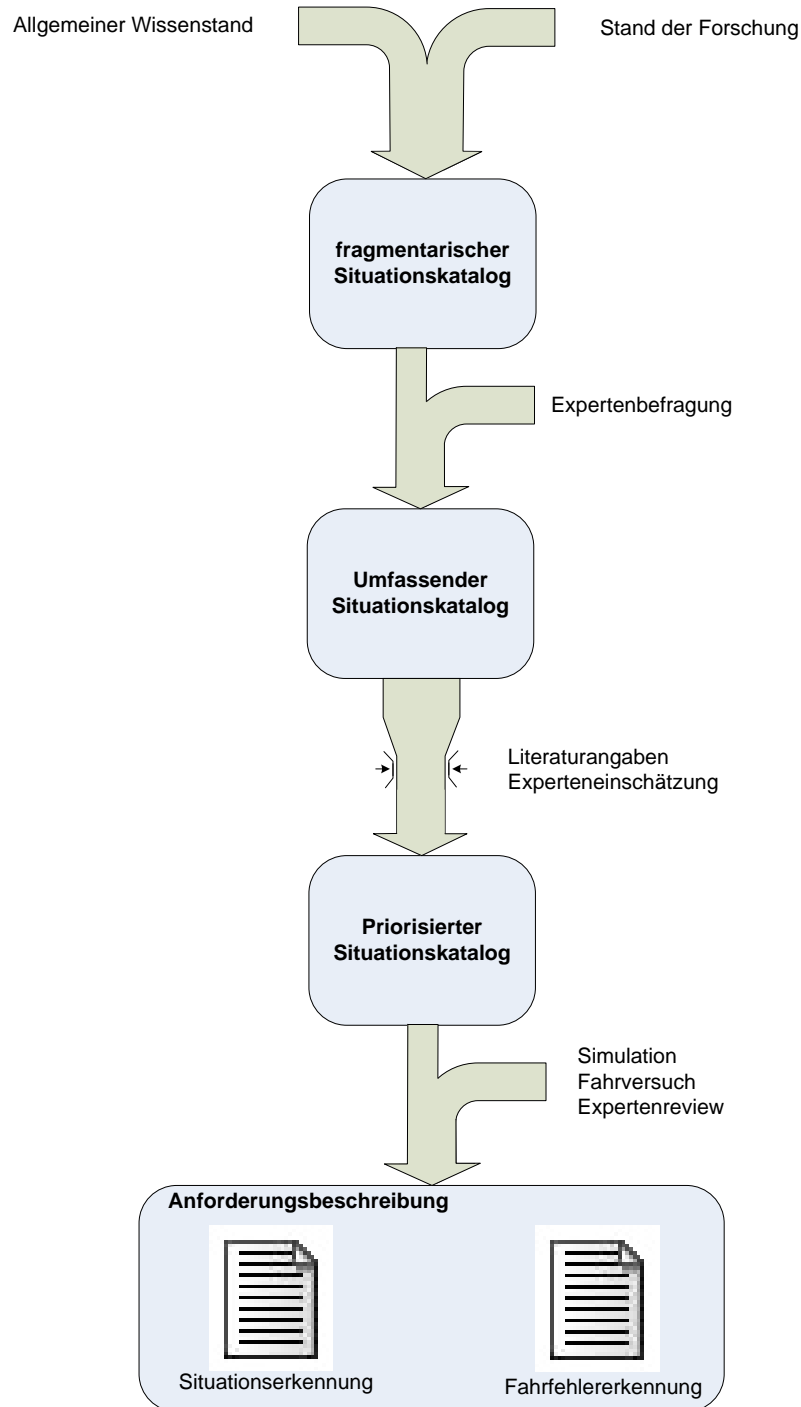 Allgemeiner Wissenstand
Stand der Forschung
fragmentarischer
Situationskatalog
Expertenbefragung
Umfassender
Situationskatalog
Literaturangaben
Experteneinschätzung
Priorisierter
Situationskatalog
Simulation
Fahrversuch
Expertenreview
Anforderungsbeschreibung
Situationserkennung
Fahrfehlererkennung